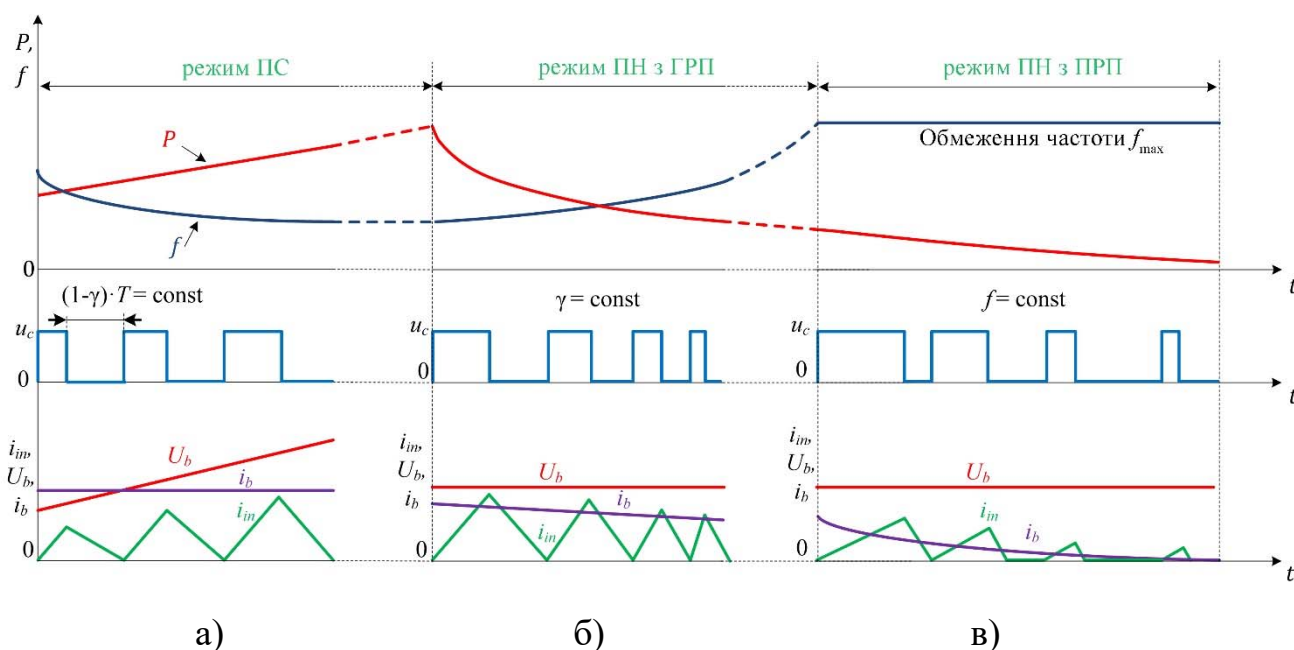 P,
f
режим ПС
режим ПН з ГРП
режим ПН з ПРП
P
f
Обмеження частоти f_max
0
t
(1-γ)·T = const
γ = const
f = const
u_c
0
u_c
0
u_c
0
t
i_in,
U_b,
i_b
0
U_b
i_b
i_in
i_in,
U_b,
i_b
0
U_b
i_b
i_in
i_in,
U_b,
i_b
0
U_b
i_in
i_b
t
а)
б)
в)